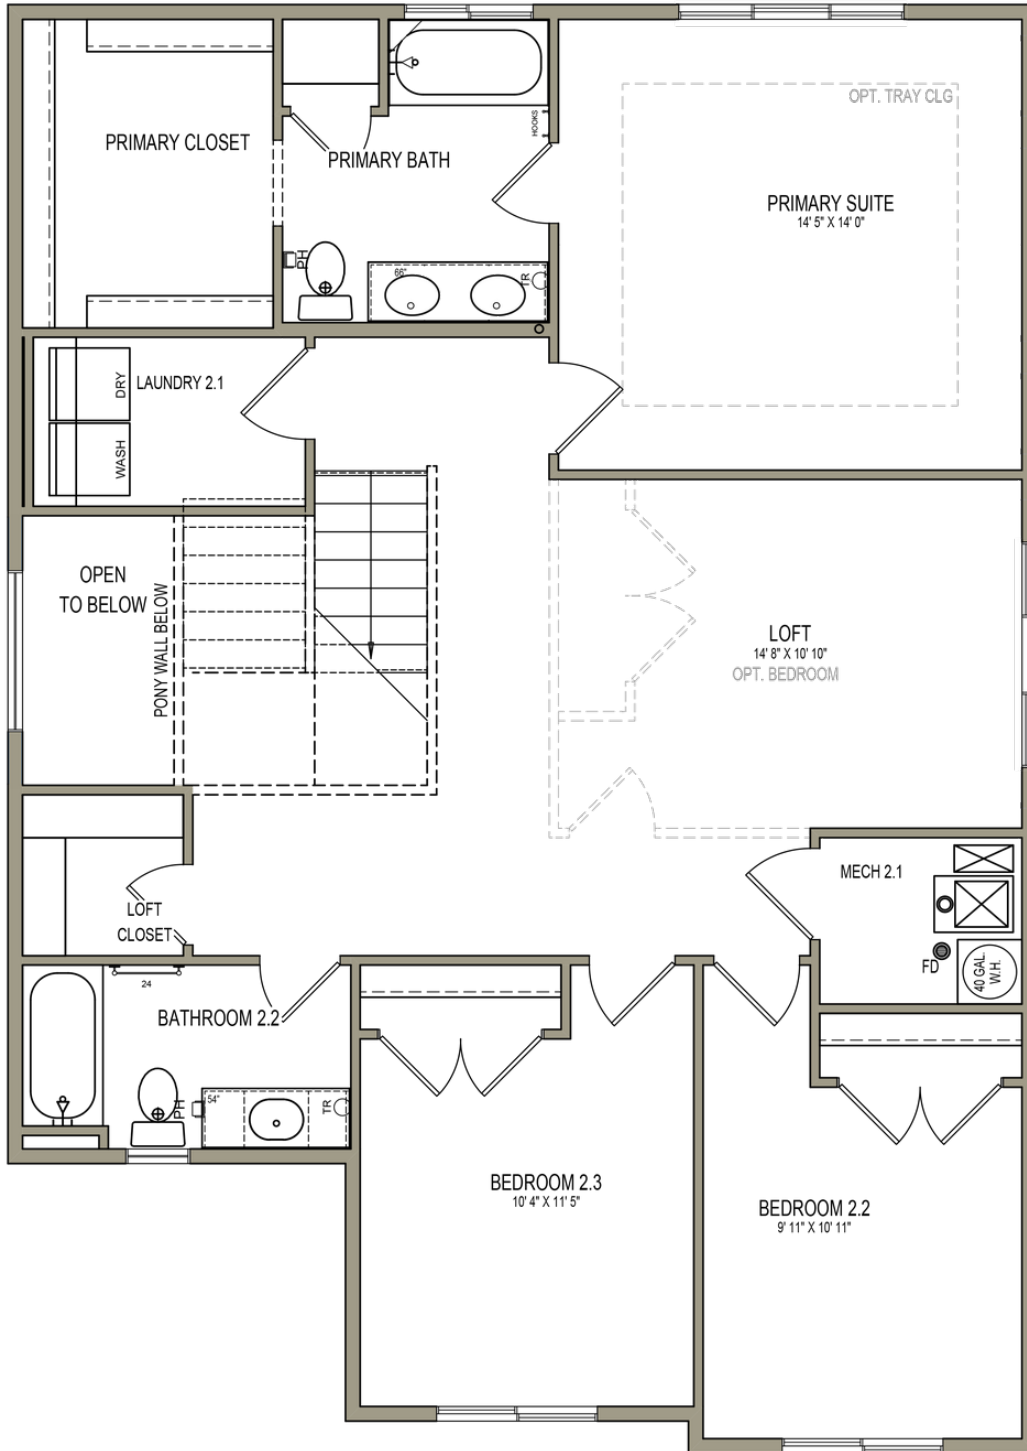 OPT. TRAY CLG
HOOKS
PRIMARY CLOSET
PRIMARY BATH
PRIMARY SUITE
14' 5" X 14' 0"
PH
66"
TR
DRY
LAUNDRY 2.1
WASH
OPEN
TO BELOW
PONY WALL BELOW
LOFT
14' 8" X 10' 10"
OPT. BEDROOM
MECH 2.1
LOFT
CLOSET
FD
40 GAL.
W.H.
24
BATHROOM 2.2
PH
54"
TR
BEDROOM 2.3
10' 4" X 11' 5"
BEDROOM 2.2
9' 11" X 10' 11"